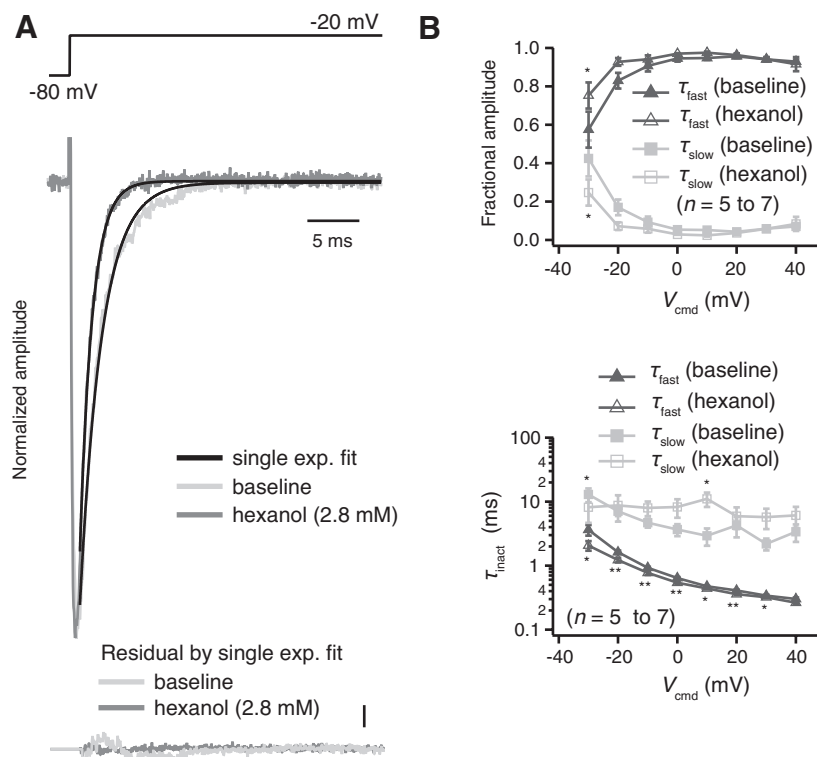 A
-20 mV
-80 mV
5 ms
Normalized amplitude
single exp. fit
baseline
hexanol (2.8 mM)
Residual by single exp. fit
baseline
hexanol (2.8 mM)
B
1.0
0.8
0.6
0.4
0.2
0.0
Fractional amplitude
*
*
τfast (baseline)
τfast (hexanol)
τslow (baseline)
τslow (hexanol)
(n = 5 to 7)
-40 -20 0 20 40
Vcmd (mV)
τfast (baseline)
τfast (hexanol)
τslow (baseline)
τslow (hexanol)
100
4
2
10
4
2
1
4
2
0.1
τinact (ms)
* *
* ** ** ** * ** *
(n = 5 to 7)
-40 -20 0 20 40
Vcmd (mV)